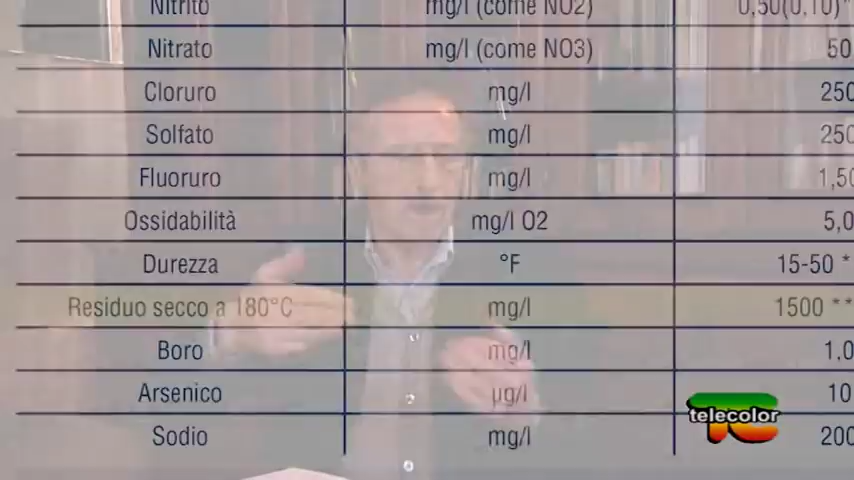 Nitrito mg/l (come NO2) 0,50(0,10)*
Nitrato mg/l (come NO3) 50
Cloruro mg/l 250
Solfato mg/l 250
Fluoruro mg/l 1,50
Ossidabilità mg/l O2 5,0
Durezza °F 15-50 *
Residuo secco a 180°C mg/l 1500 **
Boro mg/l 1,0
Arsenico µg/l 10
Sodio mg/l 200
telecolor